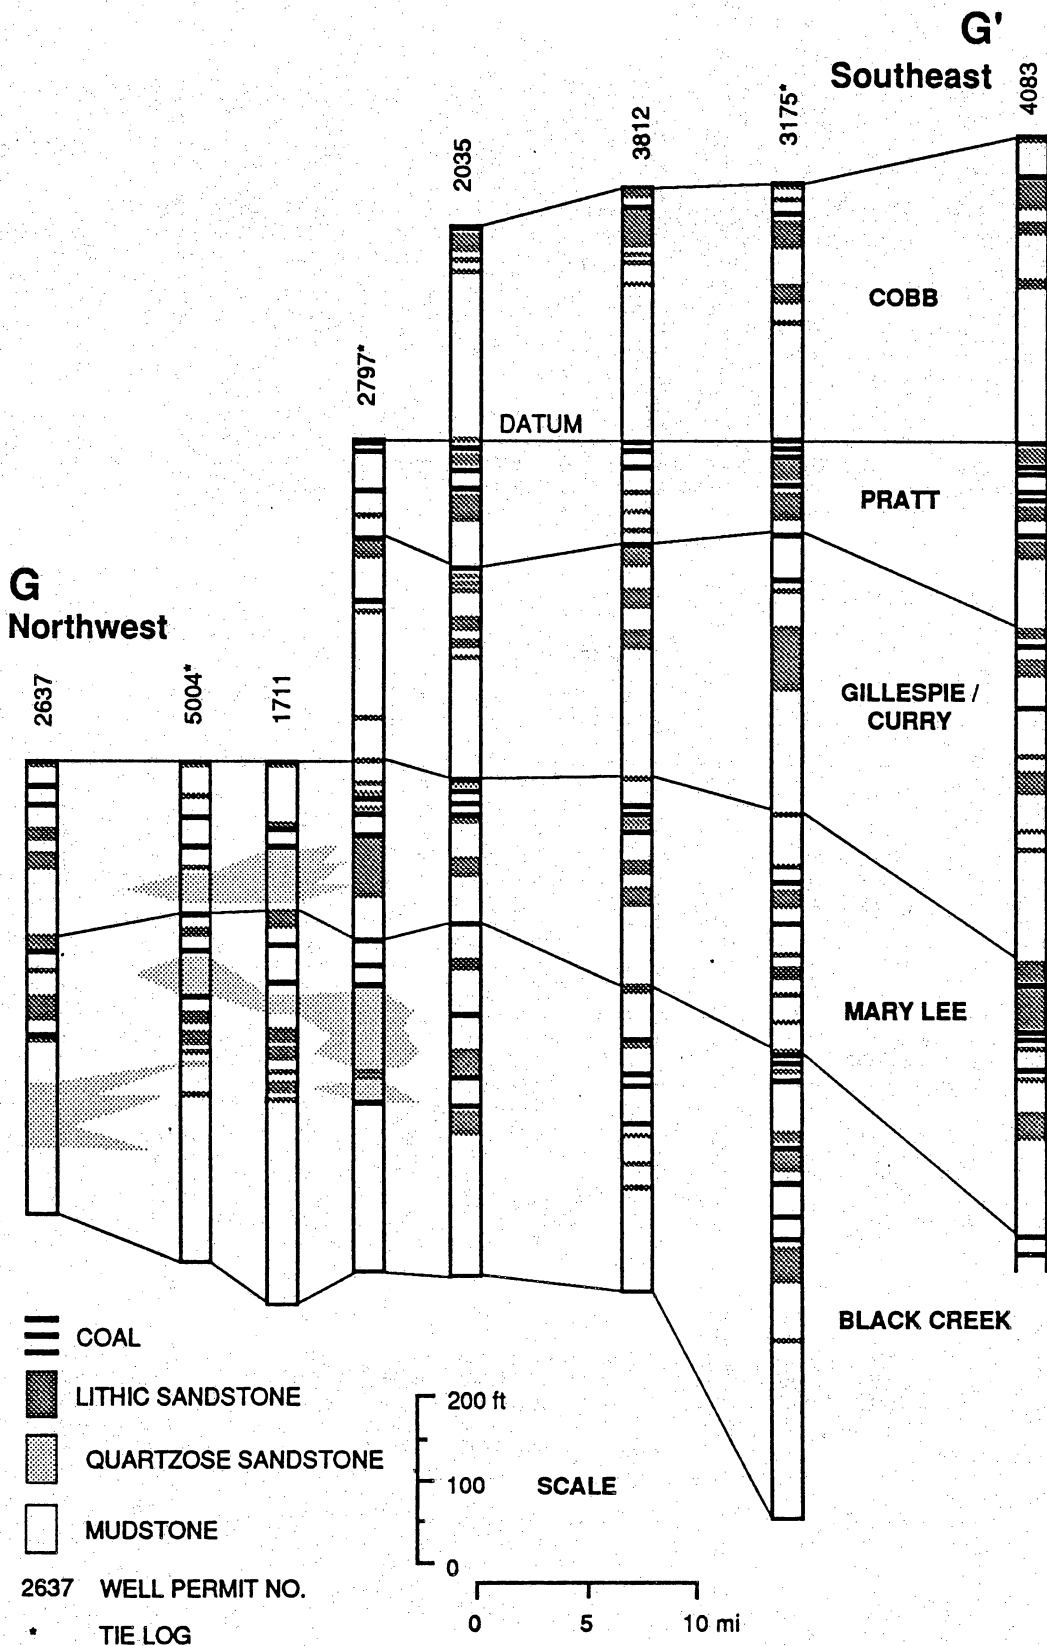 G'
Southeast
4083
3175*
3812
2035
COBB
2797*
DATUM
PRATT
G
Northwest
2637
5004*
1711
GILLESPIE /
CURRY
MARY LEE
BLACK CREEK
COAL
LITHIC SANDSTONE
QUARTZOSE SANDSTONE
MUDSTONE
2637 WELL PERMIT NO.
* TIE LOG
200 ft
100
0
SCALE
0 5 10 mi